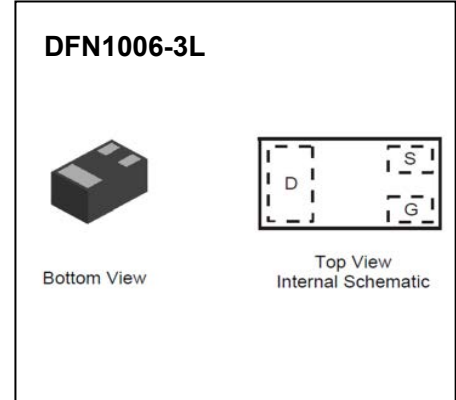 DFN1006-3L
D
S
G
Bottom View
Top View
Internal Schematic